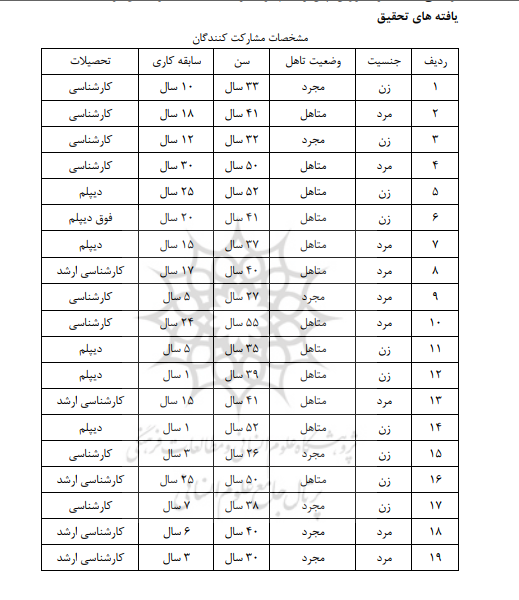 یافته های تحقیق
مشخصات مشارکت کنندگان
ردیف جنسیت وضعیت تاهل سن سابقه کاری تحصیلات
۱ زن مجرد ۳۳ سال ۱۰ سال کارشناسی
۲ مرد متاهل ۴۱ سال ۱۸ سال کارشناسی
۳ زن مجرد ۳۲ سال ۱۲ سال کارشناسی
۴ مرد متاهل ۵۰ سال ۳۰ سال کارشناسی
۵ زن متاهل ۵۲ سال ۲۵ سال دیپلم
۶ زن متاهل ۴۱ سال ۲۰ سال فوق دیپلم
۷ مرد متاهل ۳۷ سال ۱۵ سال دیپلم
۸ مرد متاهل ۴۰ سال ۱۷ سال کارشناسی ارشد
۹ مرد مجرد ۲۷ سال ۵ سال کارشناسی
۱۰ مرد متاهل ۵۵ سال ۲۴ سال کارشناسی
۱۱ زن متاهل ۳۵ سال ۵ سال دیپلم
۱۲ زن متاهل ۳۹ سال ۱ سال دیپلم
۱۳ مرد متاهل ۴۱ سال ۱۵ سال کارشناسی ارشد
۱۴ زن متاهل ۵۲ سال ۱ سال دیپلم
۱۵ زن مجرد ۲۶ سال ۳ سال کارشناسی
۱۶ زن متاهل ۵۰ سال ۲۵ سال کارشناسی ارشد
۱۷ زن مجرد ۳۸ سال ۷ سال کارشناسی
۱۸ مرد مجرد ۴۰ سال ۶ سال کارشناسی ارشد
۱۹ مرد مجرد ۳۰ سال ۳ سال کارشناسی ارشد
پژوهشگاه علوم انسانی و مطالعات فرهنگی
پرتال جامع علوم انسانی